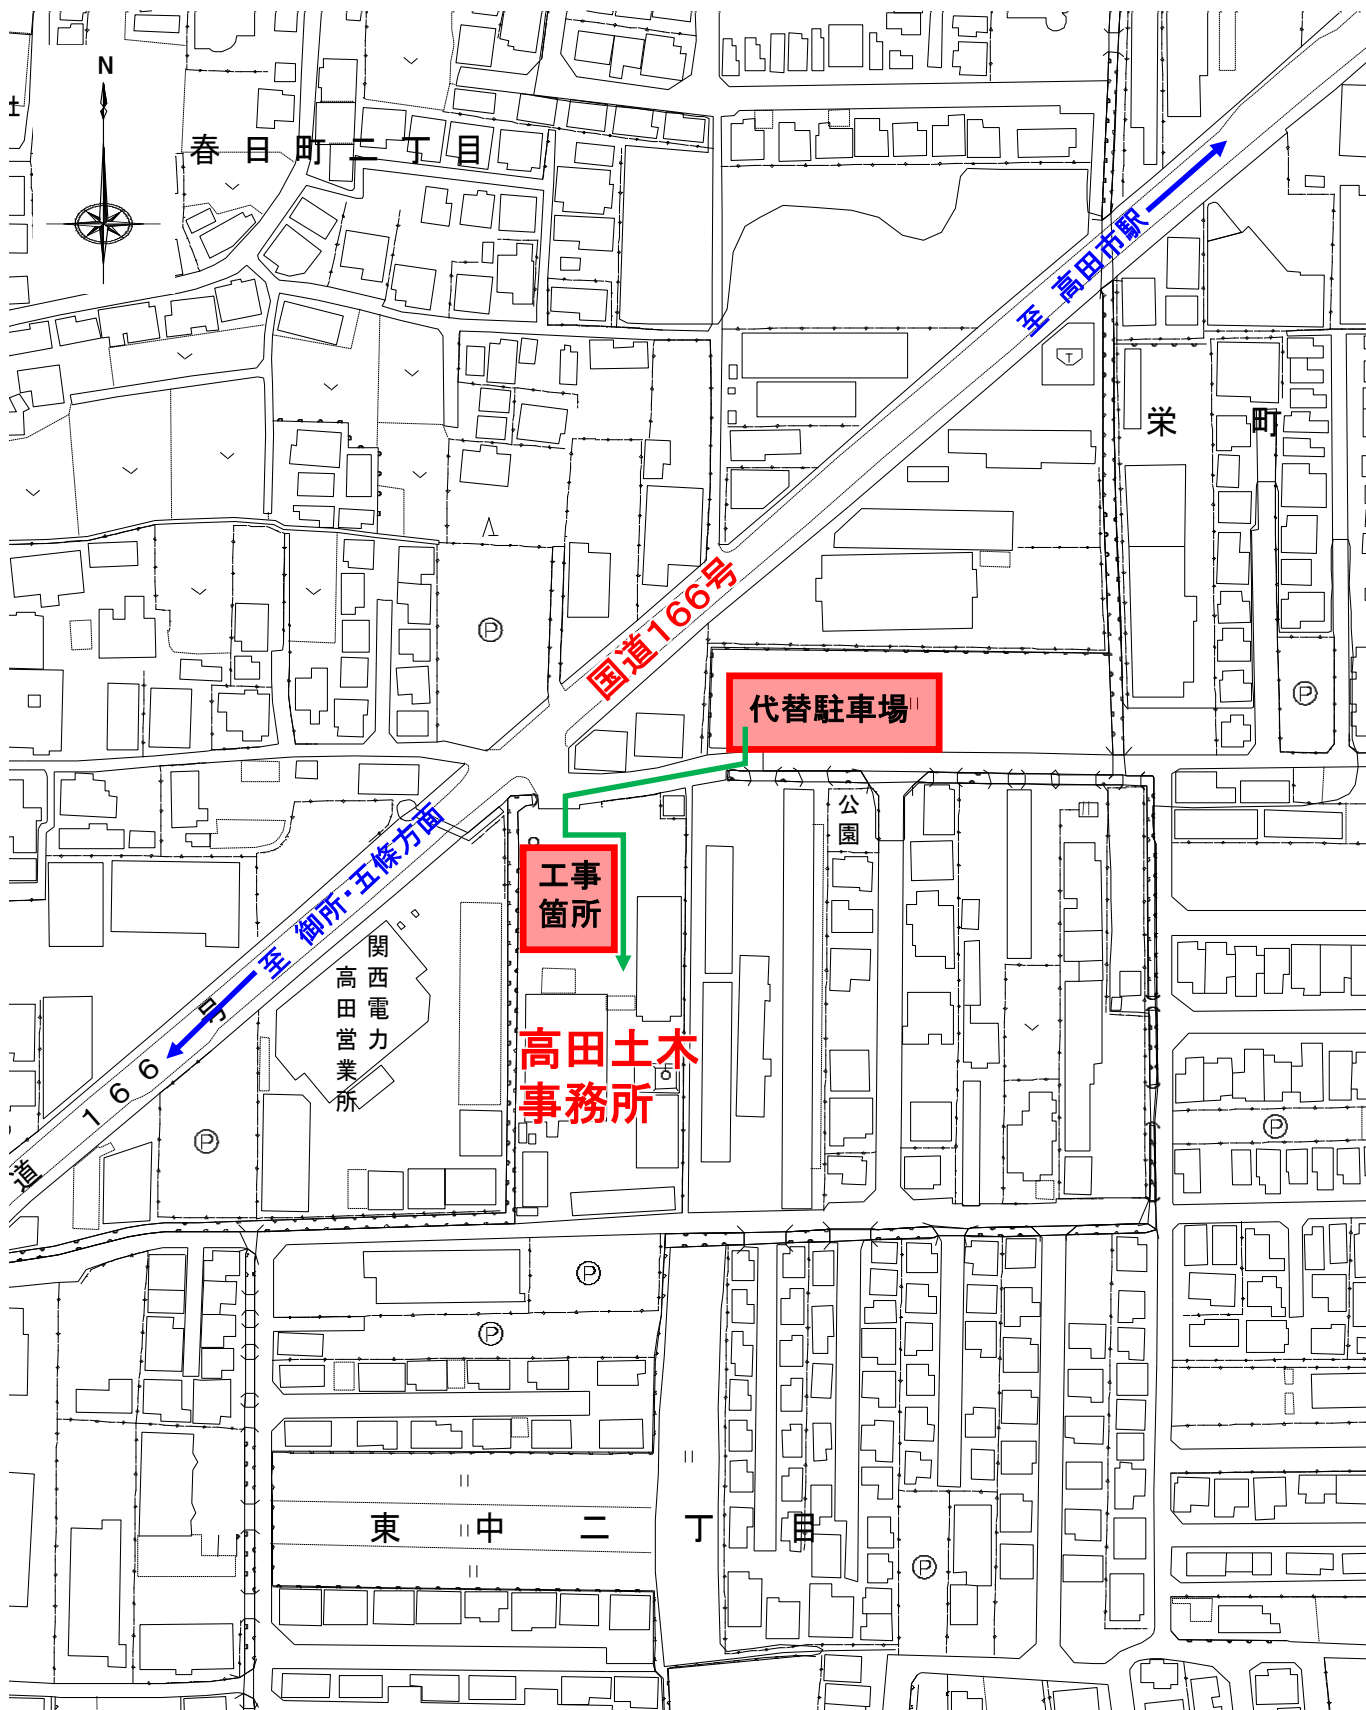 N
社
春日町二丁目
至 高田市駅
T
栄町
国道166号
P
P
代替駐車場
公園
至 御所・五條方面
工事
箇所
関西電力
高田営業所
高田土木
事務所
道166号
P
P
P
P
東中二丁目
P